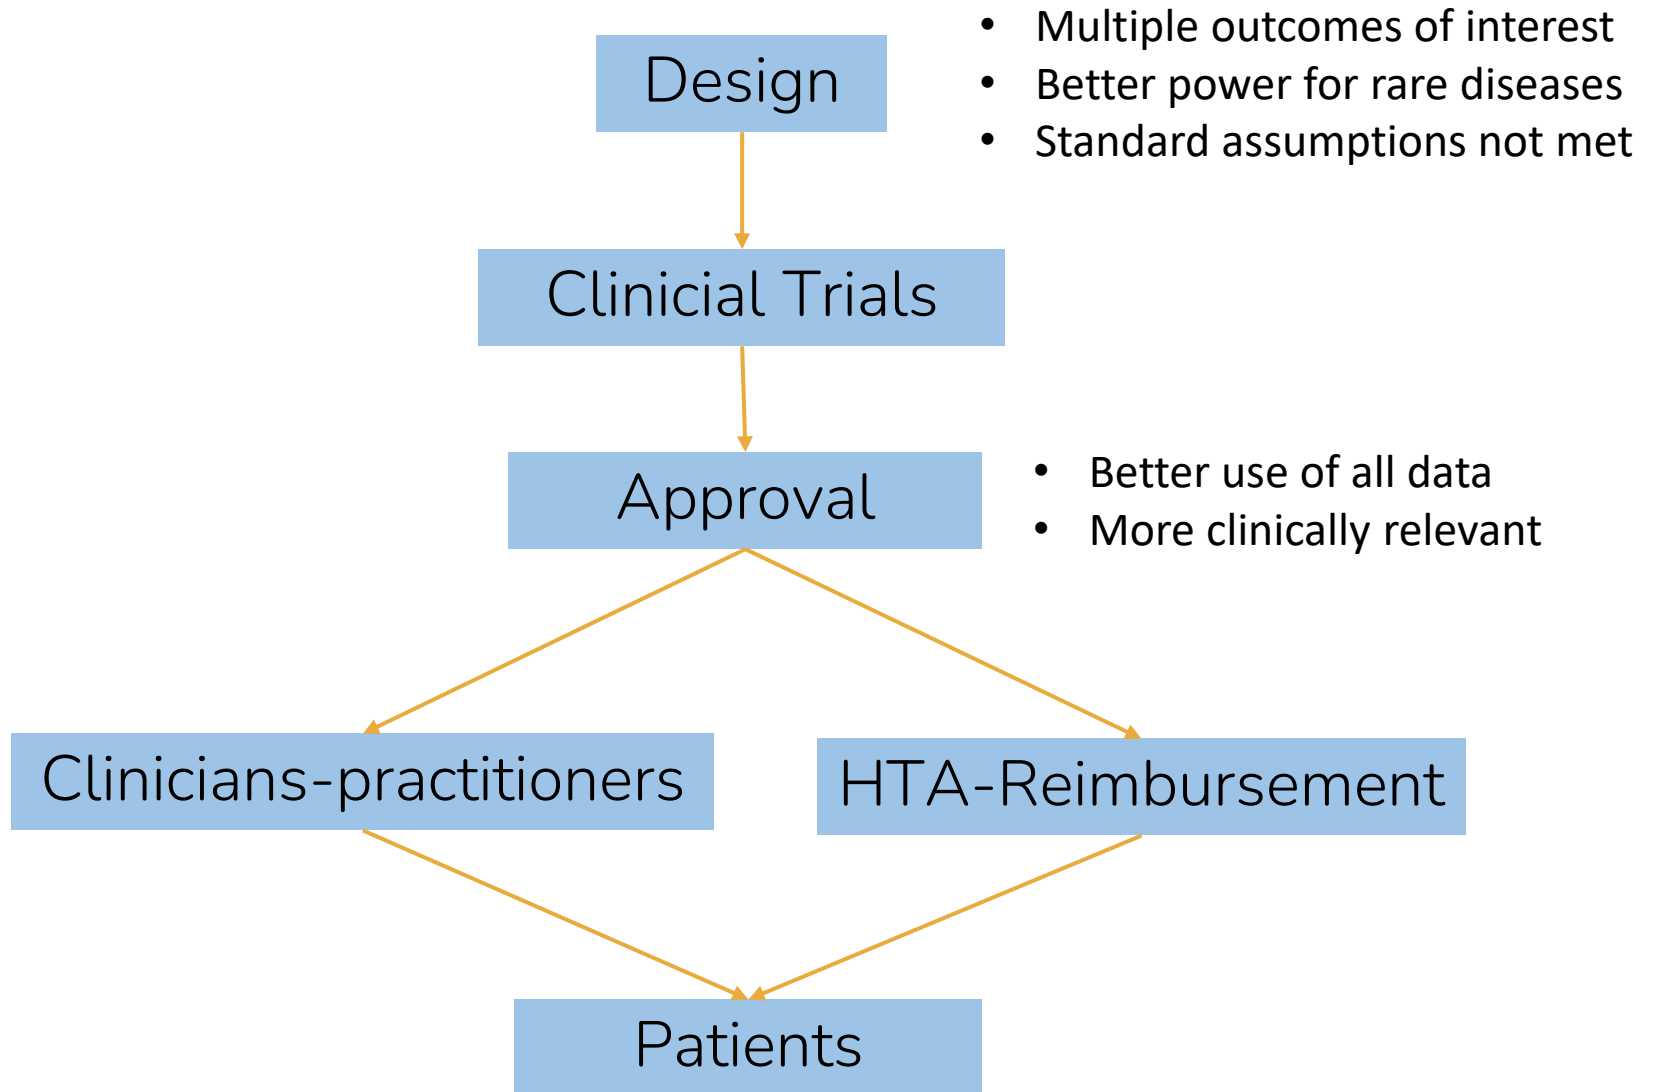 • Multiple outcomes of interest
Design
• Better power for rare diseases
• Standard assumptions not met
Clinicial Trials
Approval
• Better use of all data
• More clinically relevant
Clinicians-practitioners
HTA-Reimbursement
Patients